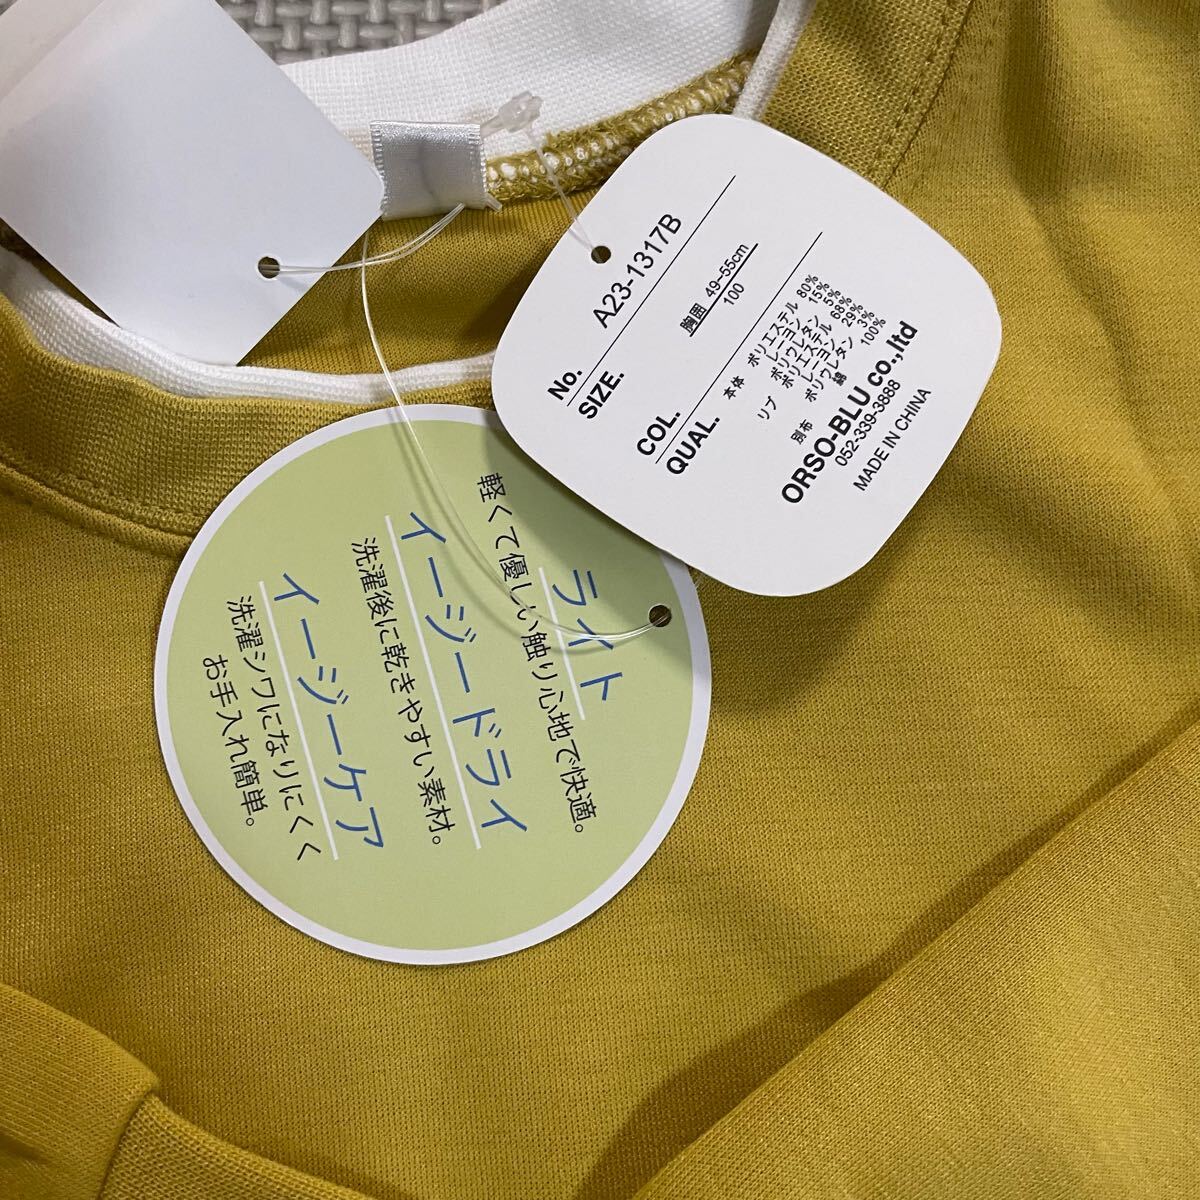 No. A23-1317B
SIZE. 胸囲 49~55cm
100
COL.
QUAL. 本体 ポリエステル 80%
レーヨン 15%
ポリウレタン 5%
リブ ポリエステル 68%
レーヨン 29%
ポリウレタン 3%
別布 綿 100%
ORSO-BLU co.,ltd
052-339-3888
MADE IN CHINA
ライト
軽くて優しい触り心地で快適。
イージードライ
洗濯後に乾きやすい素材。
イージーケア
洗濯シワになりにくく
お手入れ簡単。